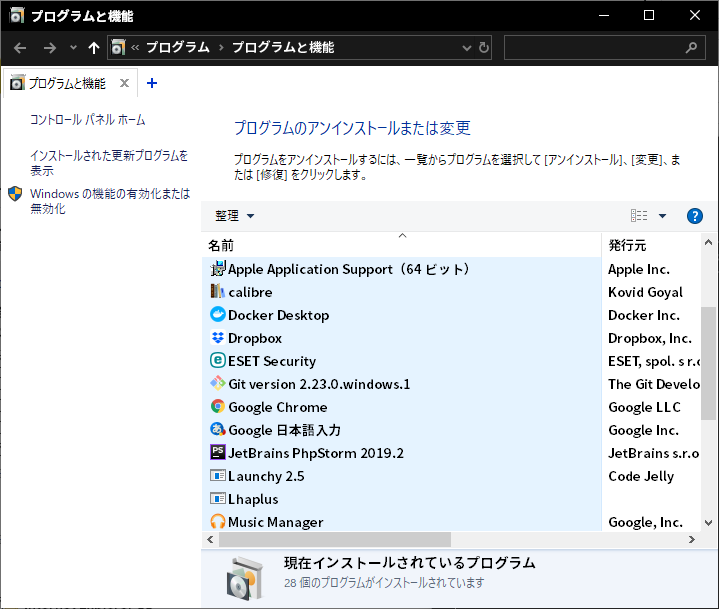 プログラムと機能
« プログラム › プログラムと機能
プログラムと機能
コントロール パネル ホーム
インストールされた更新プログラムを
表示
Windows の機能の有効化または
無効化
プログラムのアンインストールまたは変更
プログラムをアンインストールするには、一覧からプログラムを選択して [アンインストール]、[変更]、ま
たは [修復] をクリックします。
整理
名前 発行元
Apple Application Support（64 ビット） Apple Inc.
calibre Kovid Goyal
Docker Desktop Docker Inc.
Dropbox Dropbox, Inc.
ESET Security ESET, spol. s r.o
Git version 2.23.0.windows.1 The Git Develo
Google Chrome Google LLC
Google 日本語入力 Google Inc.
JetBrains PhpStorm 2019.2 JetBrains s.r.o
Launchy 2.5 Code Jelly
Lhaplus
Music Manager Google, Inc.
現在インストールされているプログラム
28 個のプログラムがインストールされています